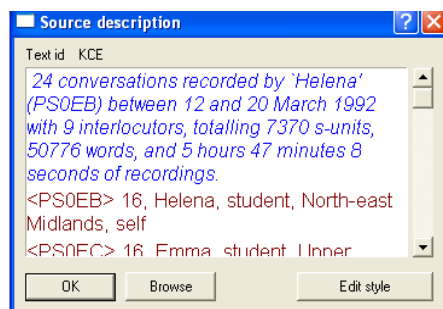 Source description
Text id KCE
24 conversations recorded by `Helena'
(PS0EB) between 12 and 20 March 1992
with 9 interlocutors, totalling 7370 s-units,
50776 words, and 5 hours 47 minutes 8
seconds of recordings.
<PS0EB> 16, Helena, student, North-east
Midlands, self
<PS0EC> 16, Emma, student, Upper
OK Browse Edit style